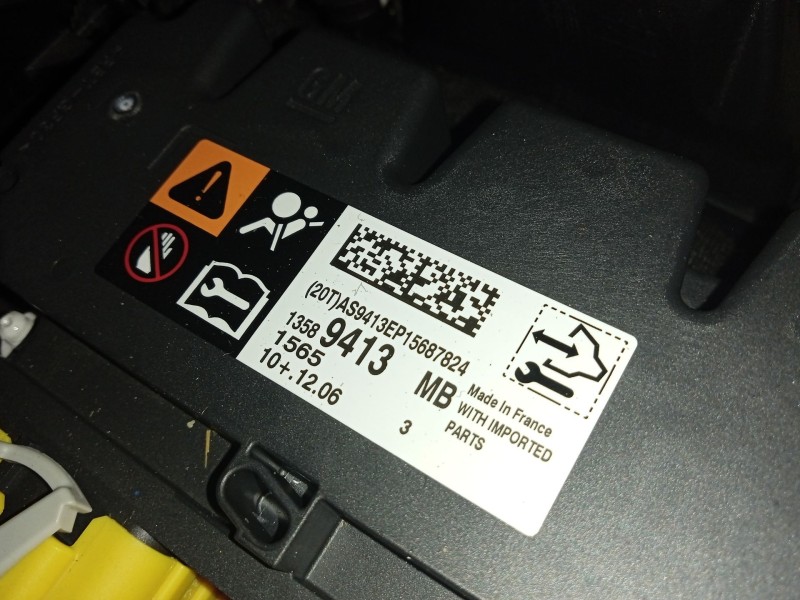 GM
(20T)AS9413EP15687824
1358 9413
1565
10+.12.06
MB
3
Made In France
WITH IMPORTED
PARTS